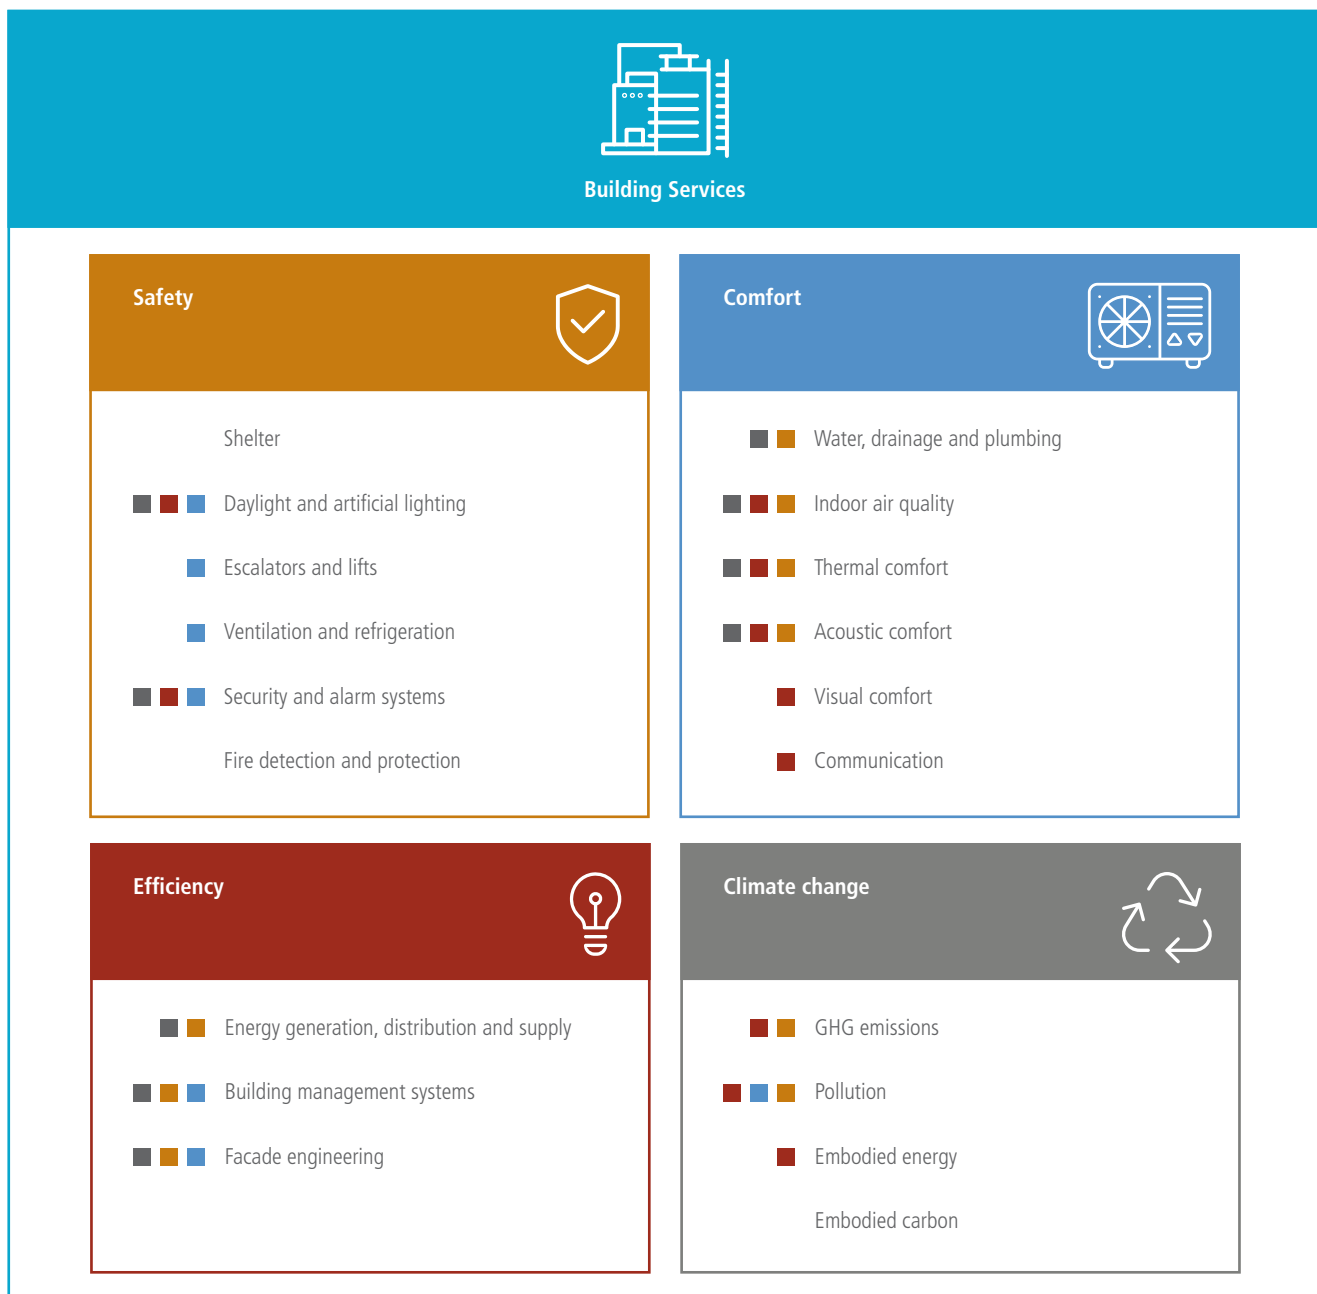 Building Services
Safety
Shelter
Daylight and artificial lighting
Escalators and lifts
Ventilation and refrigeration
Security and alarm systems
Fire detection and protection
Comfort
Water, drainage and plumbing
Indoor air quality
Thermal comfort
Acoustic comfort
Visual comfort
Communication
Efficiency
Energy generation, distribution and supply
Building management systems
Facade engineering
Climate change
GHG emissions
Pollution
Embodied energy
Embodied carbon